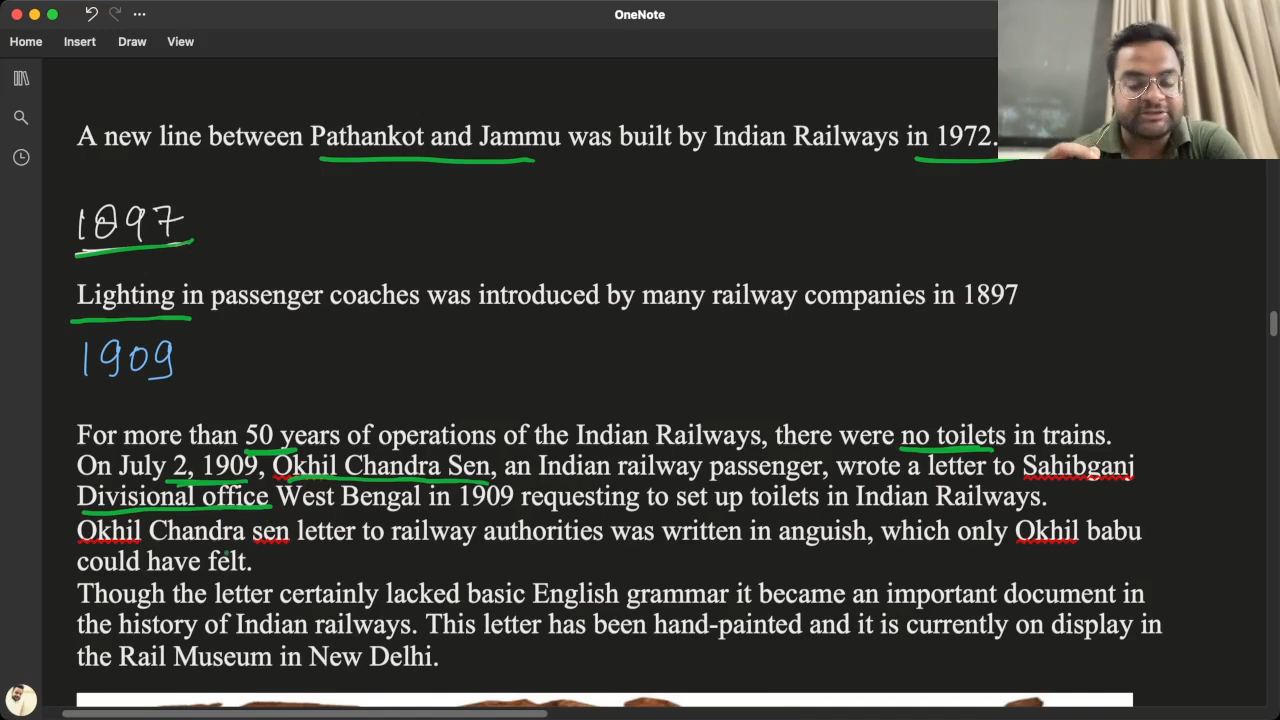 OneNote
Home Insert Draw View
A new line between Pathankot and Jammu was built by Indian Railways in 1972.
1897
Lighting in passenger coaches was introduced by many railway companies in 1897
1909
For more than 50 years of operations of the Indian Railways, there were no toilets in trains.
On July 2, 1909, Okhil Chandra Sen, an Indian railway passenger, wrote a letter to Sahibganj
Divisional office West Bengal in 1909 requesting to set up toilets in Indian Railways.
Okhil Chandra sen letter to railway authorities was written in anguish, which only Okhil babu
could have felt.
Though the letter certainly lacked basic English grammar it became an important document in
the history of Indian railways. This letter has been hand-painted and it is currently on display in
the Rail Museum in New Delhi.